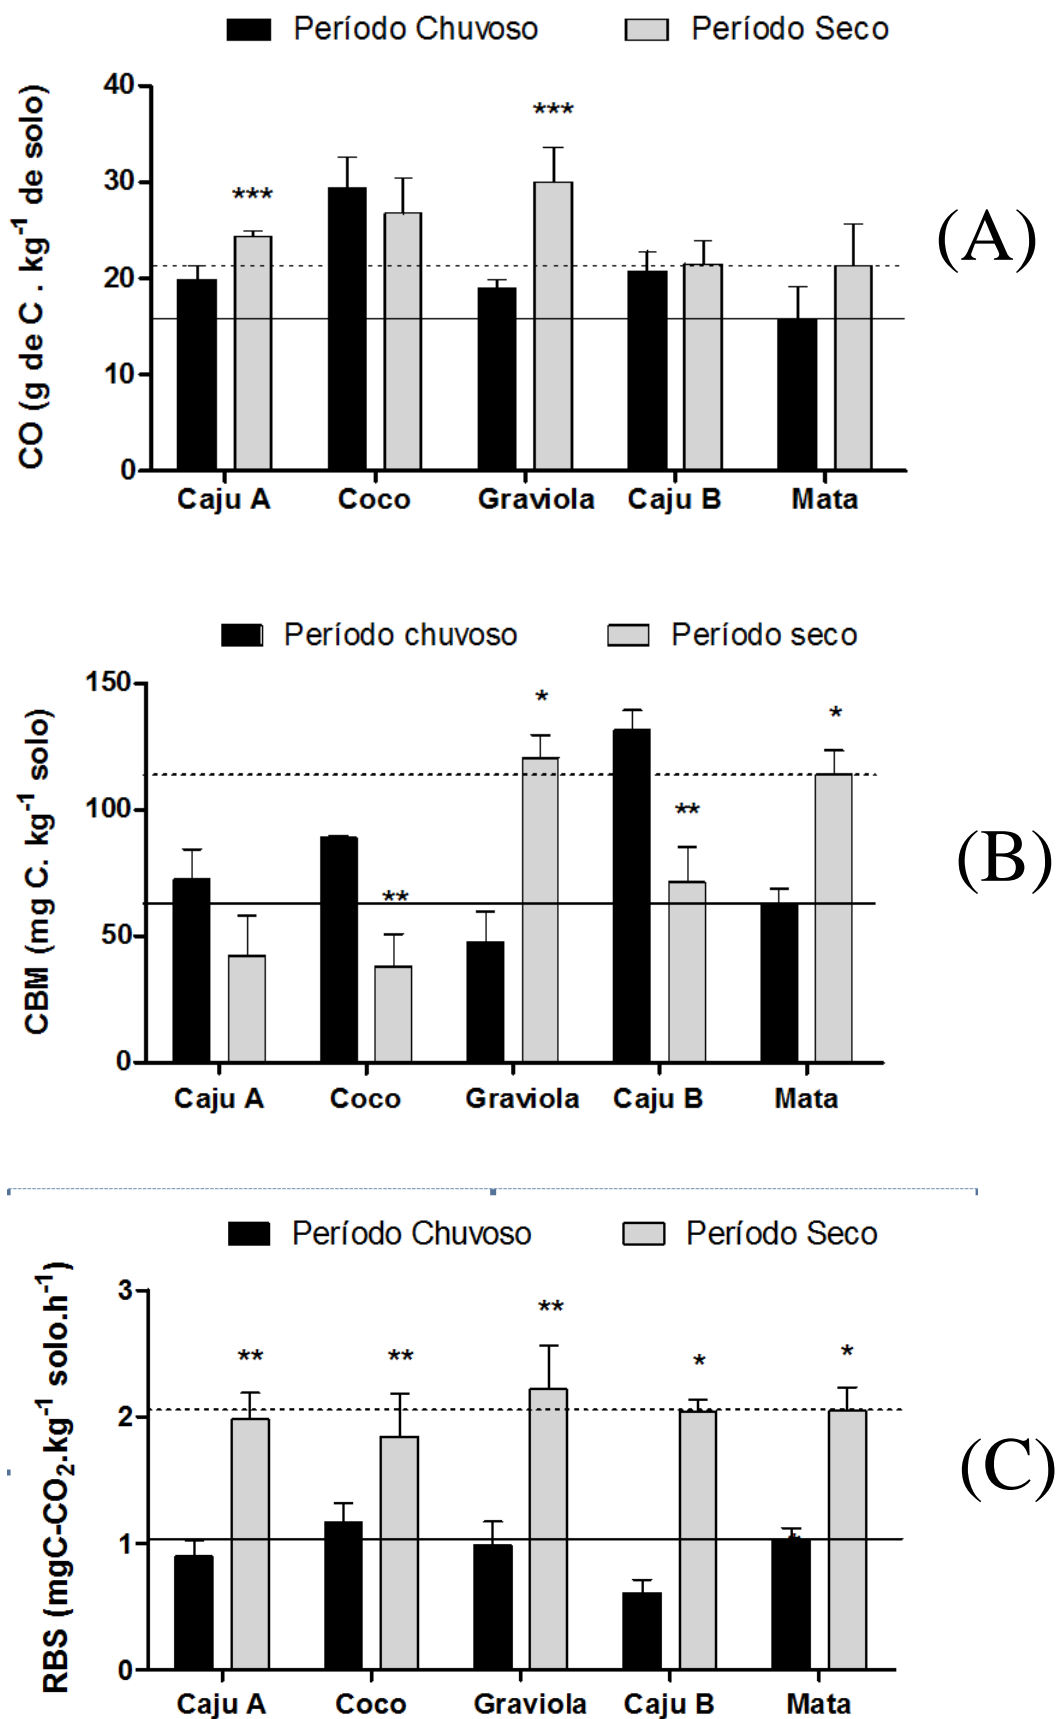 Período Chuvoso Período Seco
CO (g de C . kg-1 de solo)
40
30
20
10
0
***
***
Caju A Coco Graviola Caju B Mata
(A)
Período chuvoso Período seco
CBM (mg C. kg-1 solo)
150
100
50
0
**
*
**
*
Caju A Coco Graviola Caju B Mata
(B)
Período Chuvoso Período Seco
RBS (mgC-CO2.kg-1 solo.h-1)
3
2
1
0
**
**
**
*
*
Caju A Coco Graviola Caju B Mata
(C)